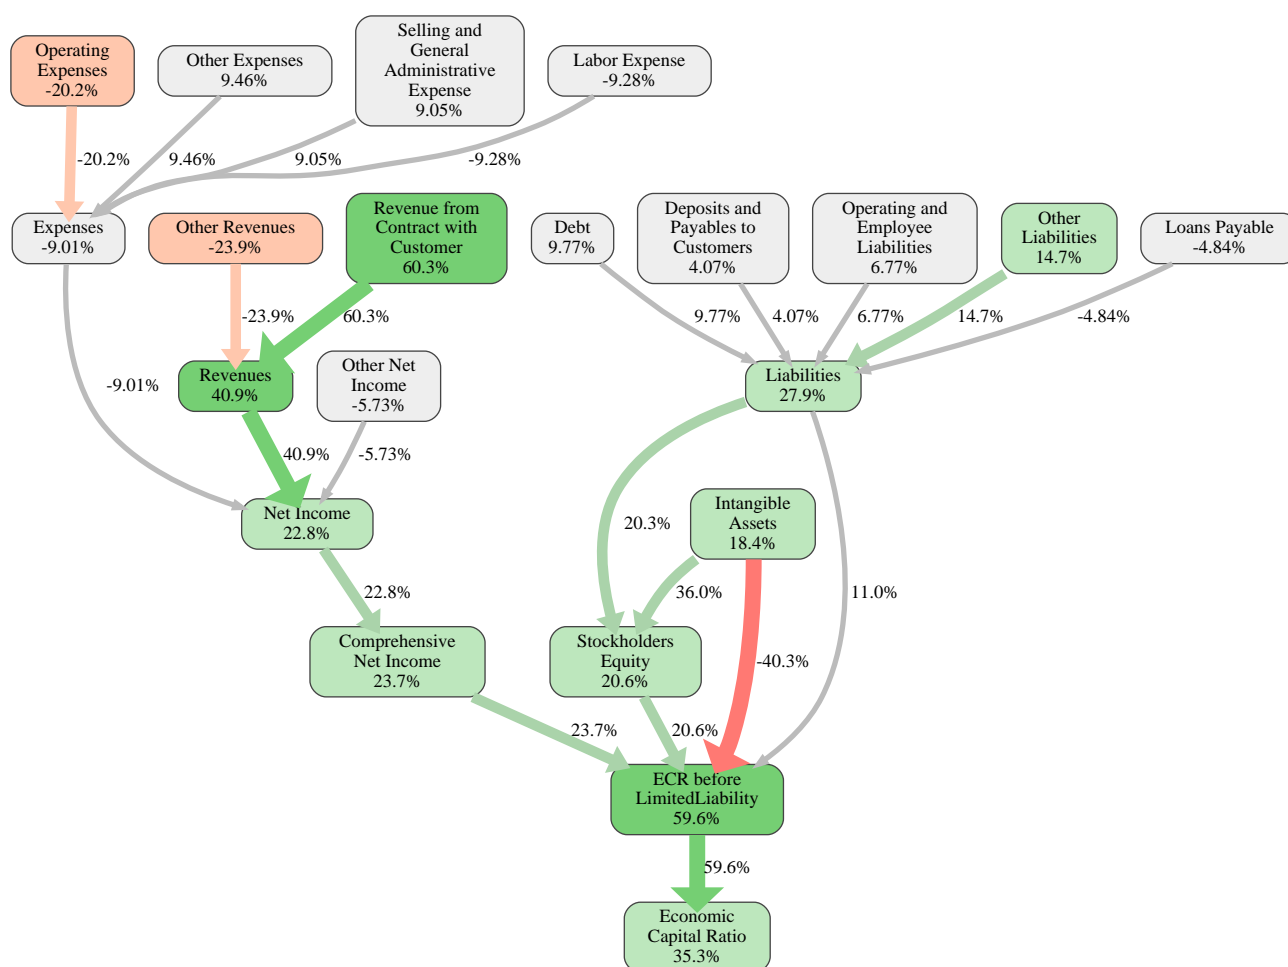 Operating
Expenses
-20.2%
Other Expenses
9.46%
Selling and
General
Administrative
Expense
9.05%
Labor Expense
-9.28%
-20.2%
9.46%
9.05%
-9.28%
Expenses
-9.01%
Other Revenues
-23.9%
Revenue from
Contract with
Customer
60.3%
Debt
9.77%
Deposits and
Payables to
Customers
4.07%
Operating and
Employee
Liabilities
6.77%
Other
Liabilities
14.7%
Loans Payable
-4.84%
-23.9%
60.3%
9.77%
4.07%
6.77%
14.7%
-4.84%
-9.01%
Revenues
40.9%
Other Net
Income
-5.73%
Liabilities
27.9%
40.9%
-5.73%
Net Income
22.8%
20.3%
Intangible
Assets
18.4%
22.8%
36.0%
11.0%
Comprehensive
Net Income
23.7%
Stockholders
Equity
20.6%
-40.3%
23.7%
20.6%
ECR before
LimitedLiability
59.6%
59.6%
Economic
Capital Ratio
35.3%